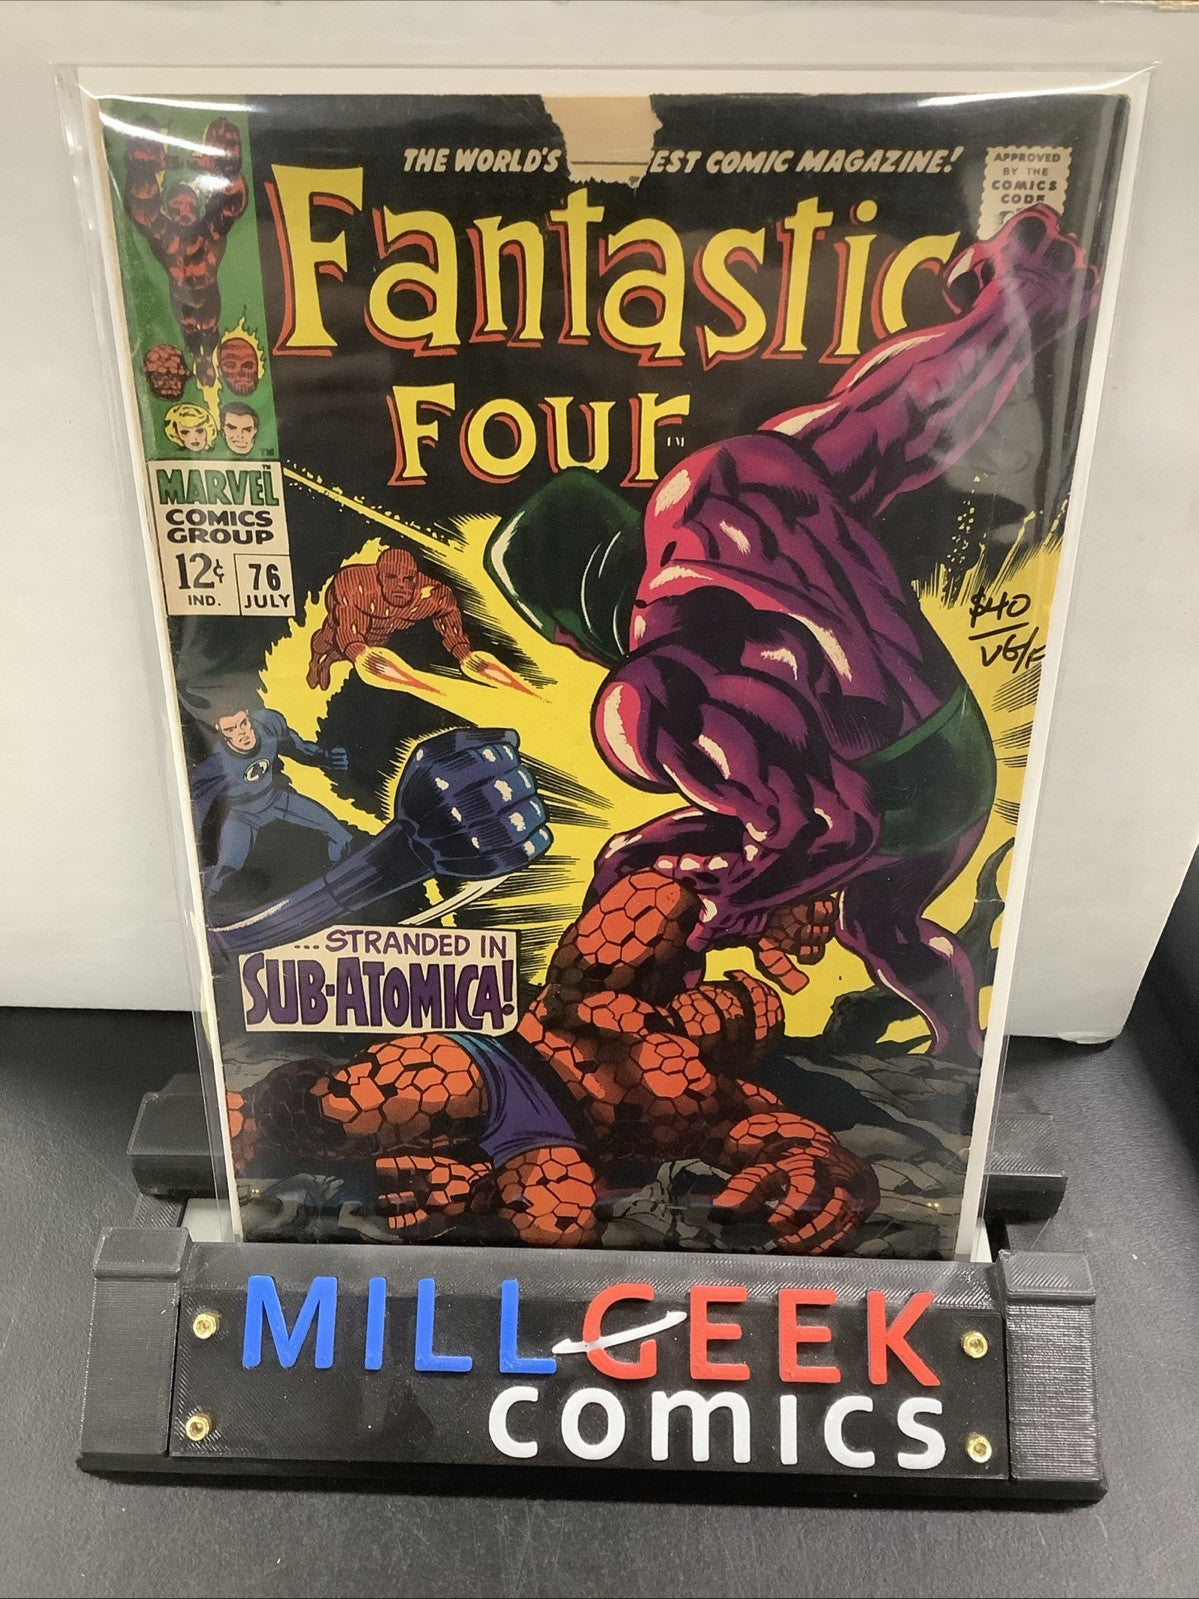 THE WORLD'S EST COMIC MAGAZINE!
APPROVED
BY THE
COMICS
CODE
Fantastic
Four
MARVEL
COMICS
GROUP
12¢
IND.
76
JULY
$40
VG/F
...STRANDED IN
SUB-ATOMICA!
MILLGEEK
comics